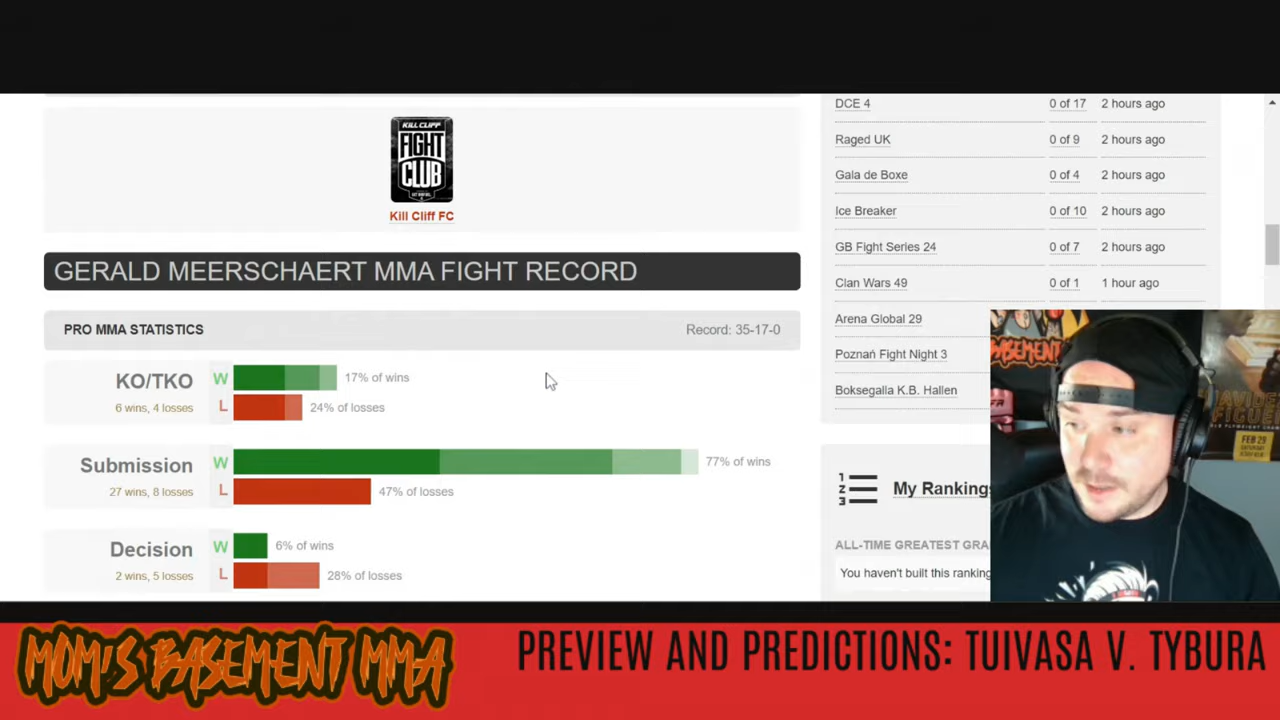 KILL CLIFF
FIGHT
CLUB
Kill Cliff FC
GERALD MEERSCHAERT MMA FIGHT RECORD
PRO MMA STATISTICS Record: 35-17-0
KO/TKO W 17% of wins
6 wins, 4 losses L 24% of losses
Submission W 77% of wins
27 wins, 8 losses L 47% of losses
Decision W 6% of wins
2 wins, 5 losses L 28% of losses
DCE 4 0 of 17 2 hours ago
Raged UK 0 of 9 2 hours ago
Gala de Boxe 0 of 4 2 hours ago
Ice Breaker 0 of 10 2 hours ago
GB Fight Series 24 0 of 7 2 hours ago
Clan Wars 49 0 of 1 1 hour ago
Arena Global 29
Poznań Fight Night 3
Boksegalla K.B. Hallen
1
2
3
My Rankings
ALL-TIME GREATEST GRA
You haven't built this ranking
BASEMENT
FEB 29
MOM'S BASEMENT MMA
PREVIEW AND PREDICTIONS: TUIVASA V. TYBURA